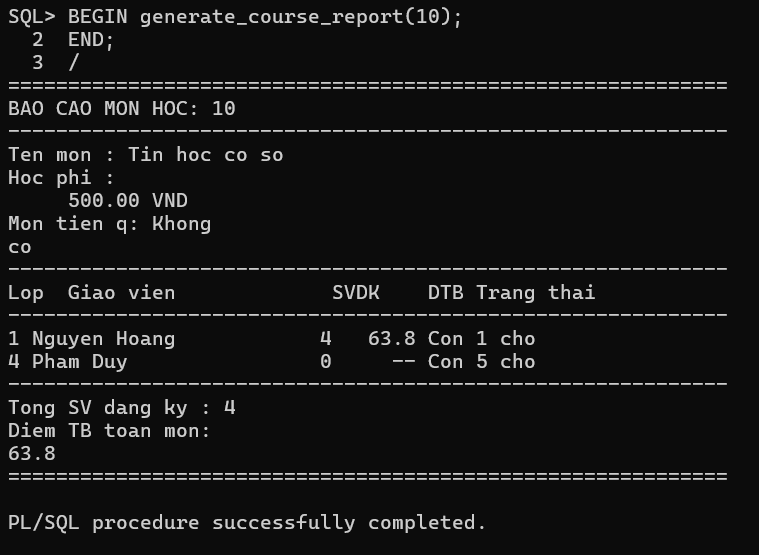 SQL> BEGIN generate_course_report(10);
  2  END;
  3  /
============================================================
BAO CAO MON HOC: 10
------------------------------------------------------------
Ten mon : Tin hoc co so
Hoc phi :
     500.00 VND
Mon tien q: Khong
co
------------------------------------------------------------
Lop  Giao vien             SVDK    DTB Trang thai
------------------------------------------------------------
1 Nguyen Hoang            4   63.8 Con 1 cho
4 Pham Duy                0     -- Con 5 cho
------------------------------------------------------------
Tong SV dang ky : 4
Diem TB toan mon:
63.8
============================================================

PL/SQL procedure successfully completed.